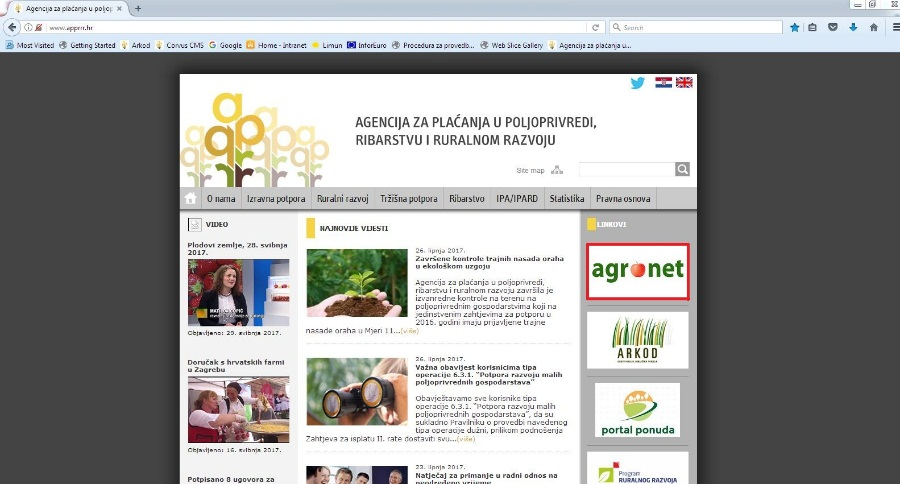 Agencija za plaćanja u poljop
www.apprrr.hr
Search
Most Visited
Getting Started
Arkod
Corvus CMS
Google
Home - Intranet
Limun
InforEuro
Procedura za provedb...
Web Slice Gallery
Agencija za plaćanja u...
AGENCIJA ZA PLAĆANJA U POLJOPRIVREDI,
RIBARSTVU I RURALNOM RAZVOJU
Site map
O nama
Izravna potpora
Ruralni razvoj
Tržišna potpora
Ribarstvo
IPA/IPARD
Statistika
Pravna osnova
VIDEO
Plodovi zemlje, 28. svibnja
2017.
Objavljeno: 29. svibnja 2017.
Doručak s hrvatskih farmi
u Zagrebu
Objavljeno: 16. svibnja 2017.
Potpisano 8 ugovora za
NAJNOVIJE VIJESTI
26. lipnja 2017.
Završene kontrole trajnih nasada oraha
u ekološkom uzgoju
Agencija za plaćanja u poljoprivredi,
ribarstvu i ruralnom razvoju završila je
izvanredne kontrole na terenu na
poljoprivrednim gospodarstvima koji na
jedinstvenim zahtjevima za potporu u
2016. godini imaju prijavljene trajne
nasade oraha u Mjeri 11...(više)
26. lipnja 2017.
Važna obavijest korisnicima tipa
operacije 6.3.1. "Potpora razvoju malih
poljoprivrednih gospodarstava"
Obavještavamo sve korisnike tipa
operacije 6.3.1. "Potpora razvoju malih
poljoprivrednih gospodarstava", da su
sukladno Pravilniku o provedbi navedenog
tipa operacije dužni, prilikom podnošenja
Zahtjeva za isplatu II. rate dostaviti svu...(više)
23. lipnja 2017.
Natječaj za primanje u radni odnos na
neodređeno vrijeme
LINKOVI
agronet
ARKOD
portal ponuda
Program
RURALNOG RAZVOJA